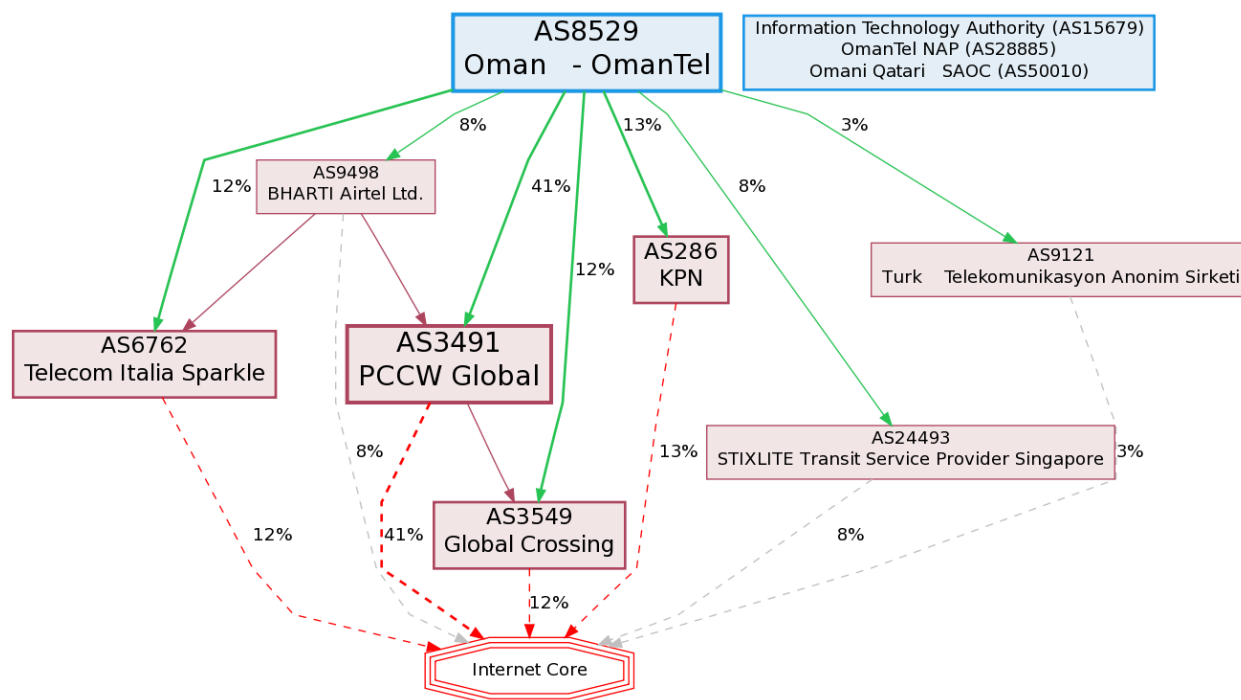 AS8529
Oman - OmanTel
Information Technology Authority (AS15679)
OmanTel NAP (AS28885)
Omani Qatari SAOC (AS50010)
8%
13%
3%
AS9498
BHARTI Airtel Ltd.
12%
41%
8%
12%
AS286
KPN
AS9121
Turk Telekomunikasyon Anonim Sirketi
AS6762
Telecom Italia Sparkle
AS3491
PCCW Global
AS24493
STIXLITE Transit Service Provider Singapore
8%
13%
3%
AS3549
Global Crossing
12%
41%
8%
12%
Internet Core